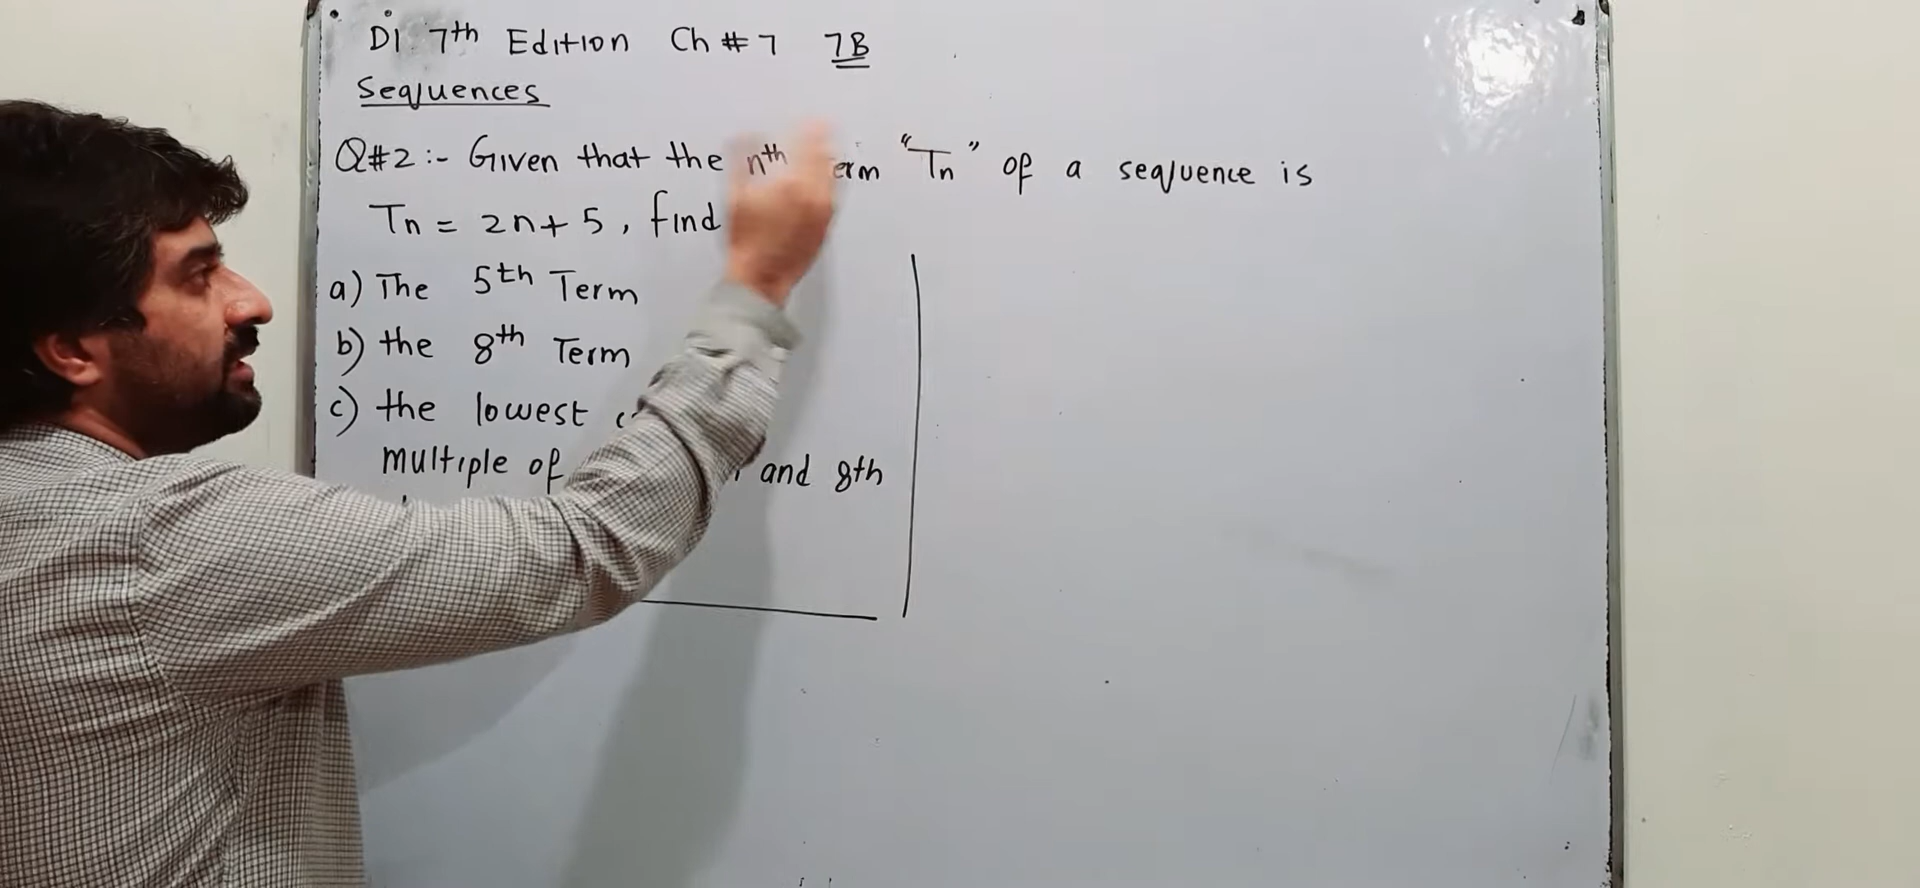 D1 7th Edition Ch # 7 7B
Sequences
Q#2:- Given that the nth erm "Tn" of a sequence is
Tn = 2n+5, find
a) The 5th Term
b) the 8th Term
c) the lowest
multiple of and 8th